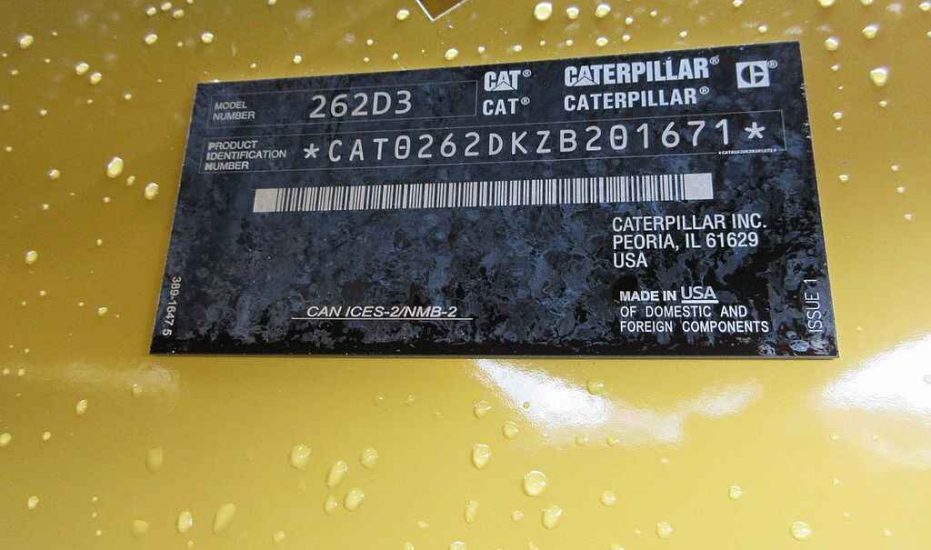 CAT® CATERPILLAR®
CAT® CATERPILLAR®
MODEL NUMBER 262D3
PRODUCT IDENTIFICATION NUMBER *CAT0262DKZB201671*
CATERPILLAR INC.
PEORIA, IL 61629
USA
MADE IN USA
OF DOMESTIC AND
FOREIGN COMPONENTS
CAN ICES-2/NMB-2
389-1647 5
ISSUE 1